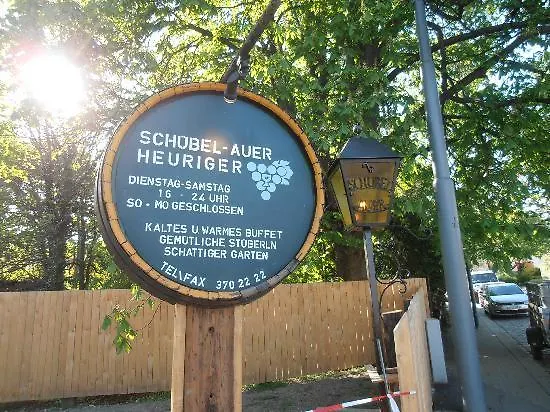 SCHÜBEL-AUER
HEURIGER
DIENSTAG-SAMSTAG
16 - 24 UHR
SO - MO GESCHLOSSEN
KALTES U. WARMES BUFFET
GEMÜTLICHE STÜBERLN
SCHATTIGER GARTEN
TEL\FAX 370 22 22
SCHÜBEL
AUER